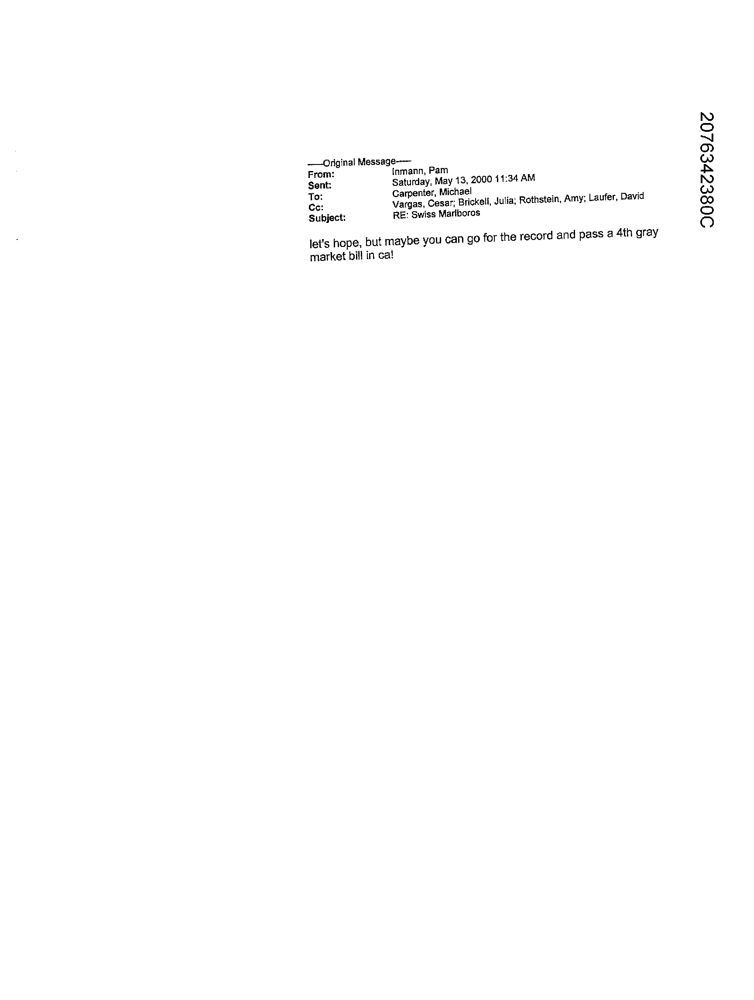 -----Original Message-----
From: Inmann, Pam
Sent: Saturday, May 13, 2000 11:34 AM
To: Carpenter, Michael
Cc: Vargas, Cesar; Brickell, Julia; Rothstein, Amy; Laufer, David
Subject: RE: Swiss Marlboros
let's hope, but maybe you can go for the record and pass a 4th gray
market bill in ca!
2076342380C